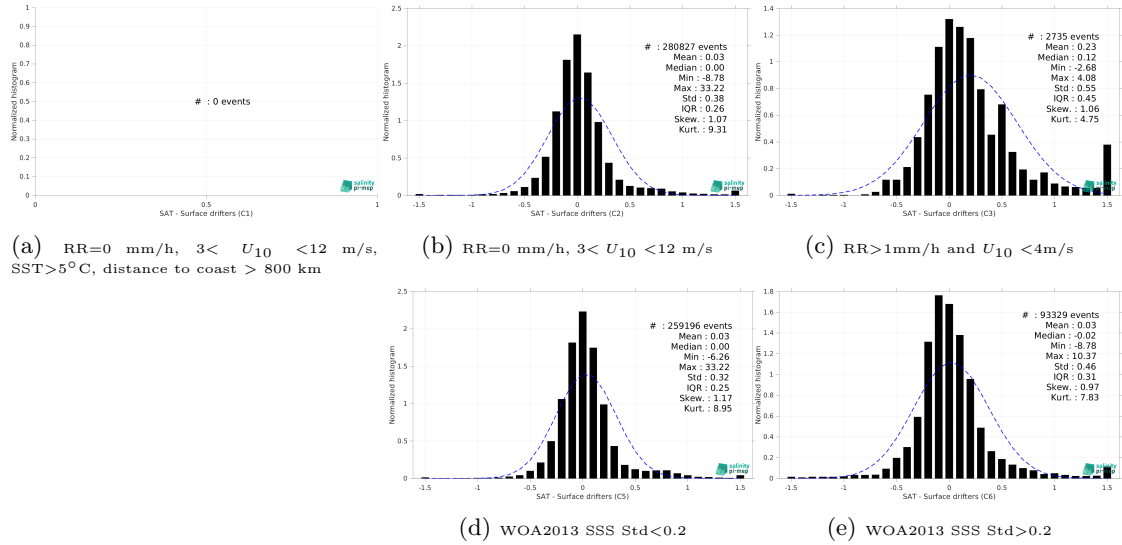 1
0.9
0.8
0.7
0.6
0.5
0.4
0.3
0.2
0.1
0
Normalized histogram
# : 0 events
salinity
pi-mep
0 0.5 1
SAT - Surface drifters (C1)
(a) RR=0 mm/h, 3< U10 <12 m/s,
SST>5°C, distance to coast > 800 km
2.5
2
1.5
1
0.5
0
Normalized histogram
# : 280827 events
Mean : 0.03
Median : 0.00
Min : -8.78
Max : 33.22
Std : 0.38
IQR : 0.26
Skew. : 1.07
Kurt. : 9.31
salinity
pi-mep
-1.5 -1 -0.5 0 0.5 1 1.5
SAT - Surface drifters (C2)
(b) RR=0 mm/h, 3< U10 <12 m/s
1.4
1.2
1
0.8
0.6
0.4
0.2
0
Normalized histogram
# : 2735 events
Mean : 0.23
Median : 0.12
Min : -2.68
Max : 4.08
Std : 0.55
IQR : 0.45
Skew. : 1.06
Kurt. : 4.75
salinity
pi-mep
-1.5 -1 -0.5 0 0.5 1 1.5
SAT - Surface drifters (C3)
(c) RR>1mm/h and U10 <4m/s
2.5
2
1.5
1
0.5
0
Normalized histogram
# : 259196 events
Mean : 0.03
Median : 0.00
Min : -6.26
Max : 33.22
Std : 0.32
IQR : 0.25
Skew. : 1.17
Kurt. : 8.95
salinity
pi-mep
-1.5 -1 -0.5 0 0.5 1 1.5
SAT - Surface drifters (C5)
(d) WOA2013 SSS Std<0.2
1.8
1.6
1.4
1.2
1
0.8
0.6
0.4
0.2
0
Normalized histogram
# : 93329 events
Mean : 0.03
Median : -0.02
Min : -8.78
Max : 10.37
Std : 0.46
IQR : 0.31
Skew. : 0.97
Kurt. : 7.83
salinity
pi-mep
-1.5 -1 -0.5 0 0.5 1 1.5
SAT - Surface drifters (C6)
(e) WOA2013 SSS Std>0.2